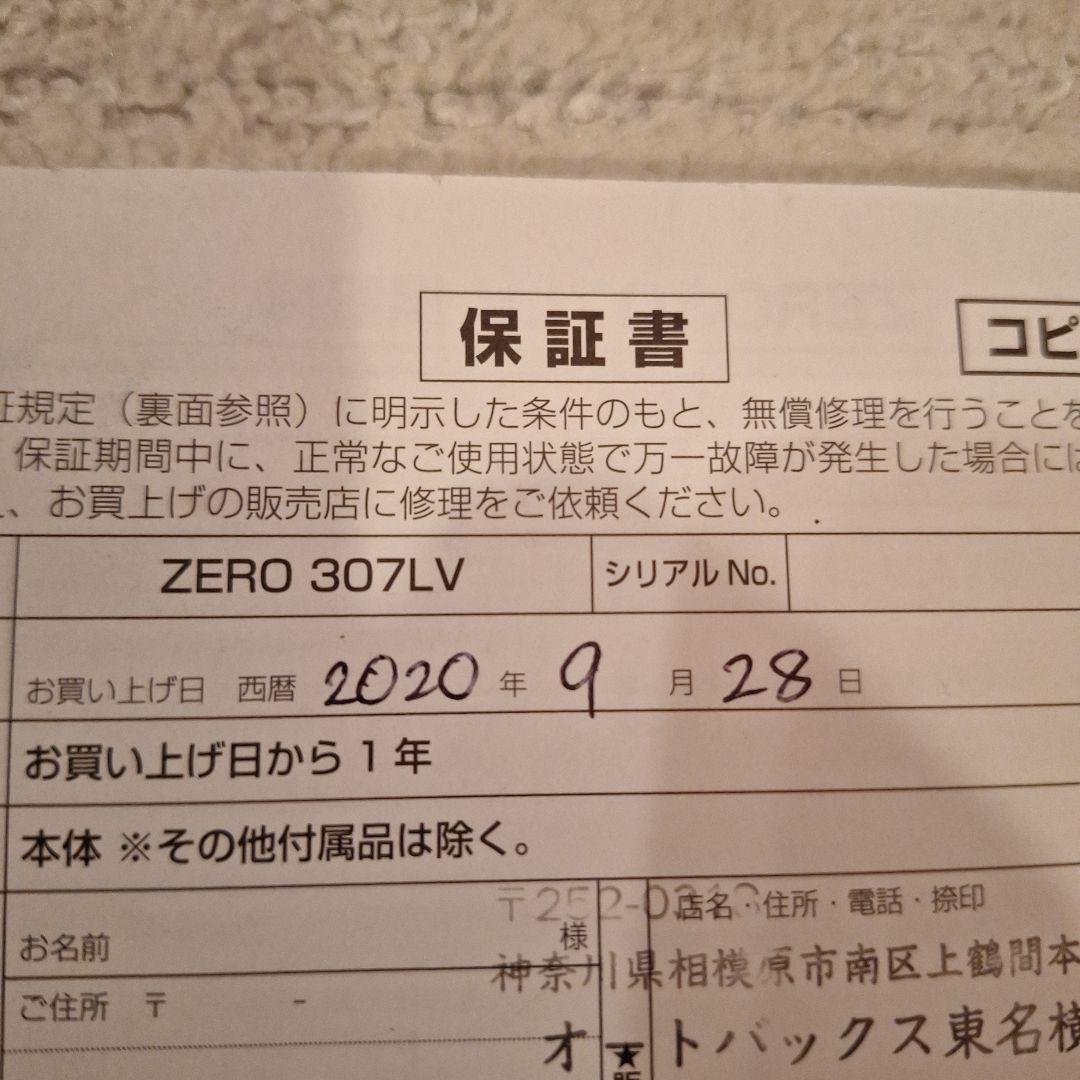 保証書
コピ
証規定（裏面参照）に明示した条件のもと、無償修理を行うことを
保証期間中に、正常なご使用状態で万一故障が発生した場合には
、お買上げの販売店に修理をご依頼ください。
ZERO 307LV シリアルNo.
お買い上げ日 西暦 2020 年 9 月 28 日
お買い上げ日から1年
本体 ※その他付属品は除く。
〒252-0318 店名・住所・電話・捺印
お名前 様
神奈川県相模原市南区上鶴間本
ご住所 〒 -
オートバックス東名横
★